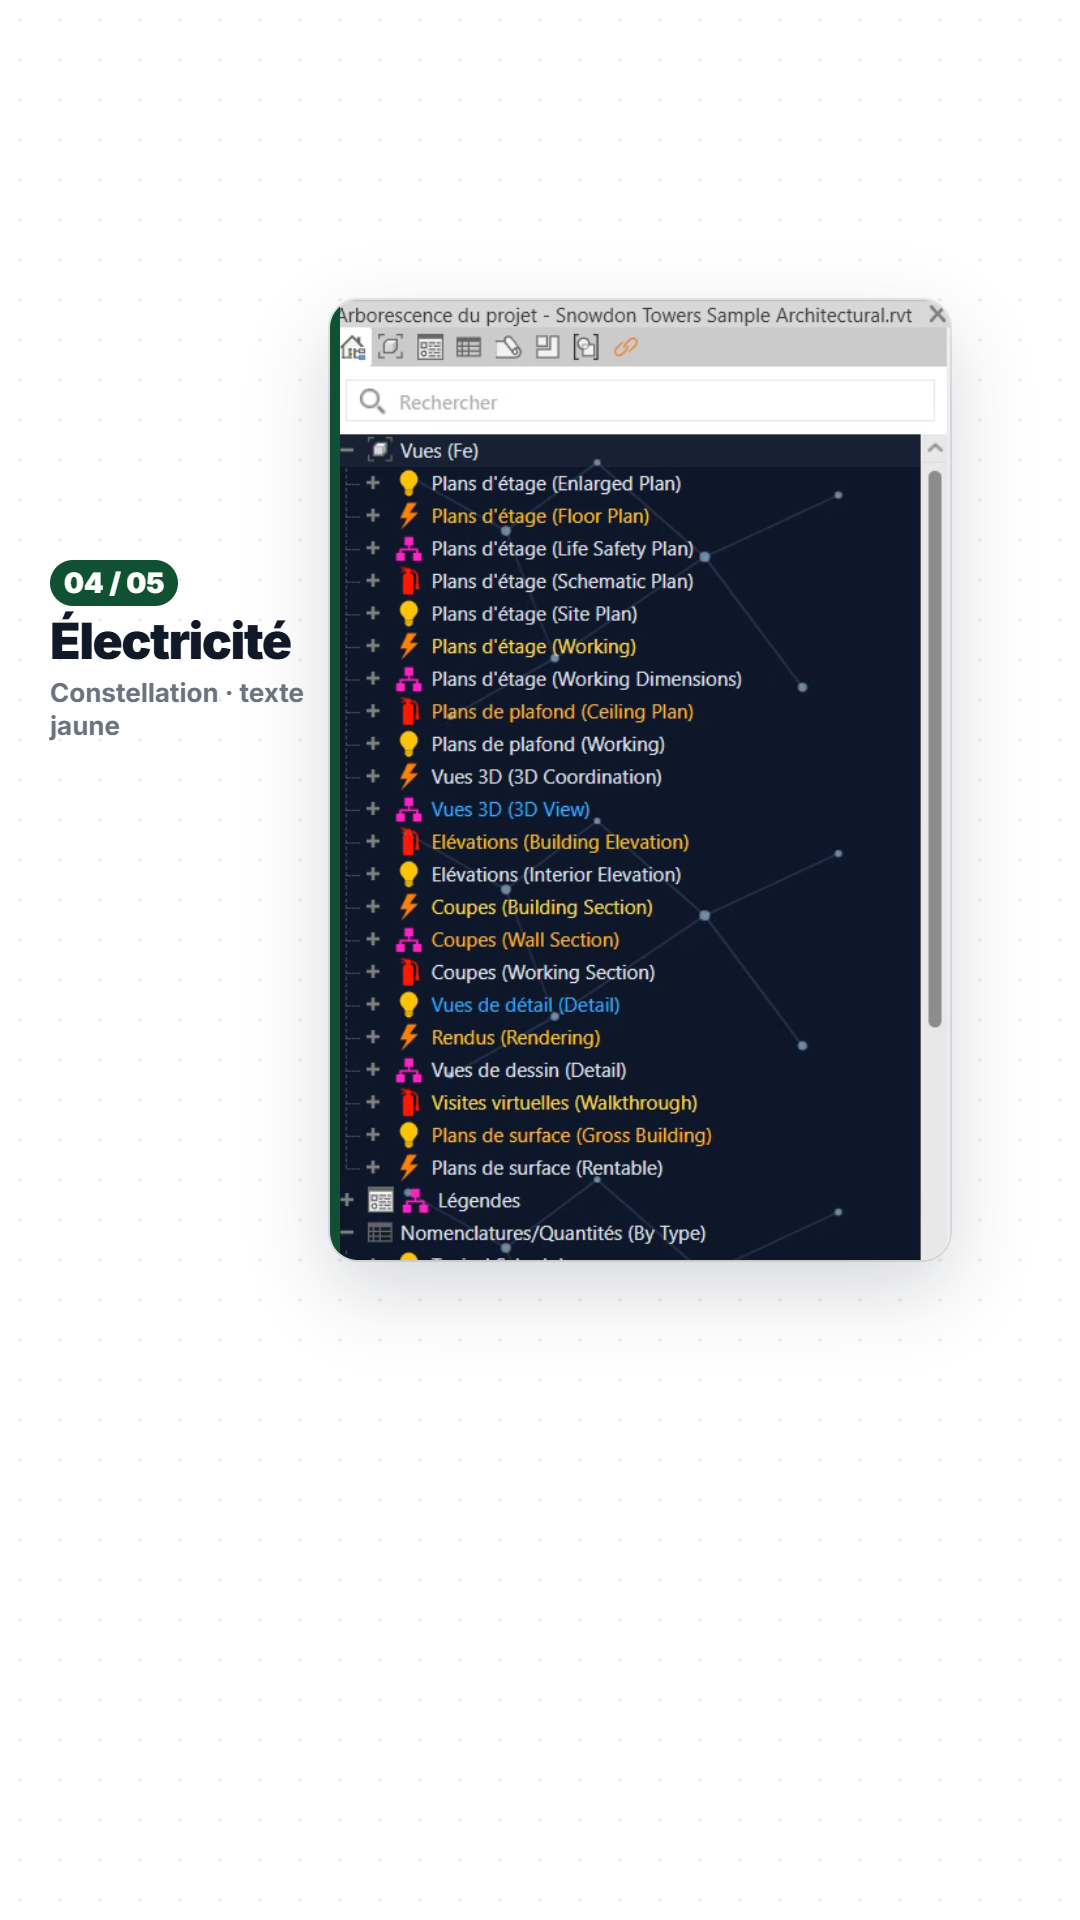 Arborescence du projet - Snowdon Towers Sample Architectural.rvt
Rechercher
Vues (Fe)
Plans d'étage (Enlarged Plan)
Plans d'étage (Floor Plan)
Plans d'étage (Life Safety Plan)
Plans d'étage (Schematic Plan)
Plans d'étage (Site Plan)
Plans d'étage (Working)
Plans d'étage (Working Dimensions)
Plans de plafond (Ceiling Plan)
Plans de plafond (Working)
Vues 3D (3D Coordination)
Vues 3D (3D View)
Elévations (Building Elevation)
Elévations (Interior Elevation)
Coupes (Building Section)
Coupes (Wall Section)
Coupes (Working Section)
Vues de détail (Detail)
Rendus (Rendering)
Vues de dessin (Detail)
Visites virtuelles (Walkthrough)
Plans de surface (Gross Building)
Plans de surface (Rentable)
Légendes
Nomenclatures/Quantités (By Type)
04 / 05
Électricité
Constellation · texte
jaune